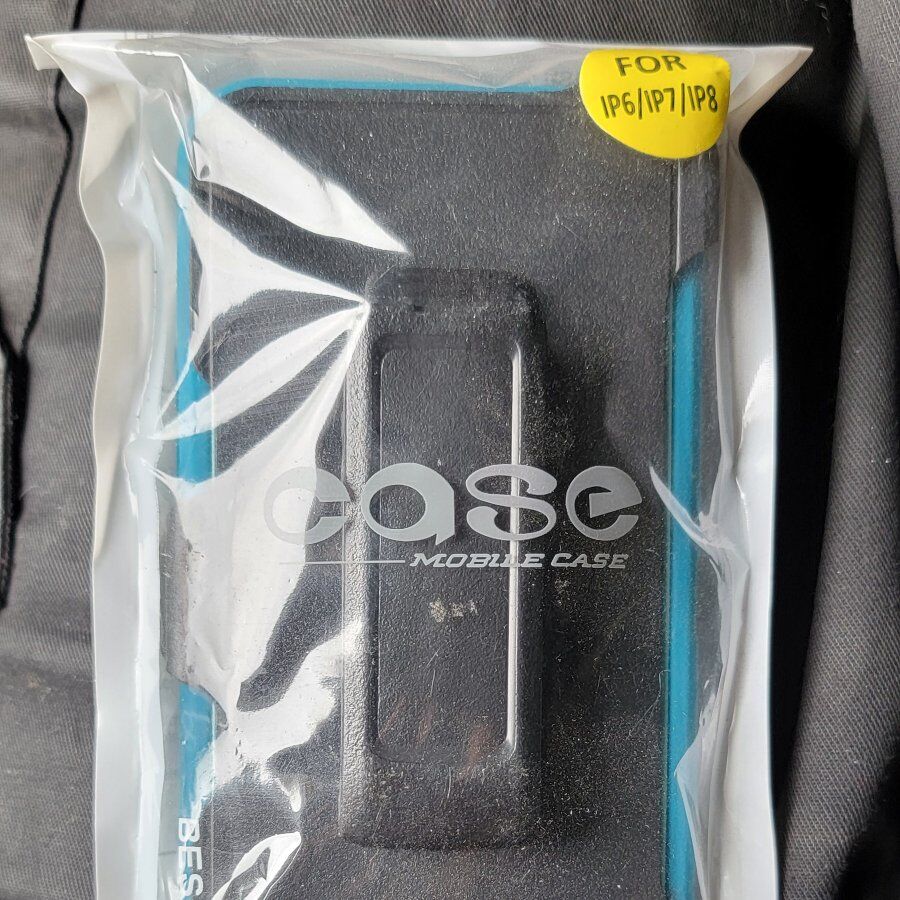 FOR
IP6/IP7/IP8
case
MOBILE CASE
BES